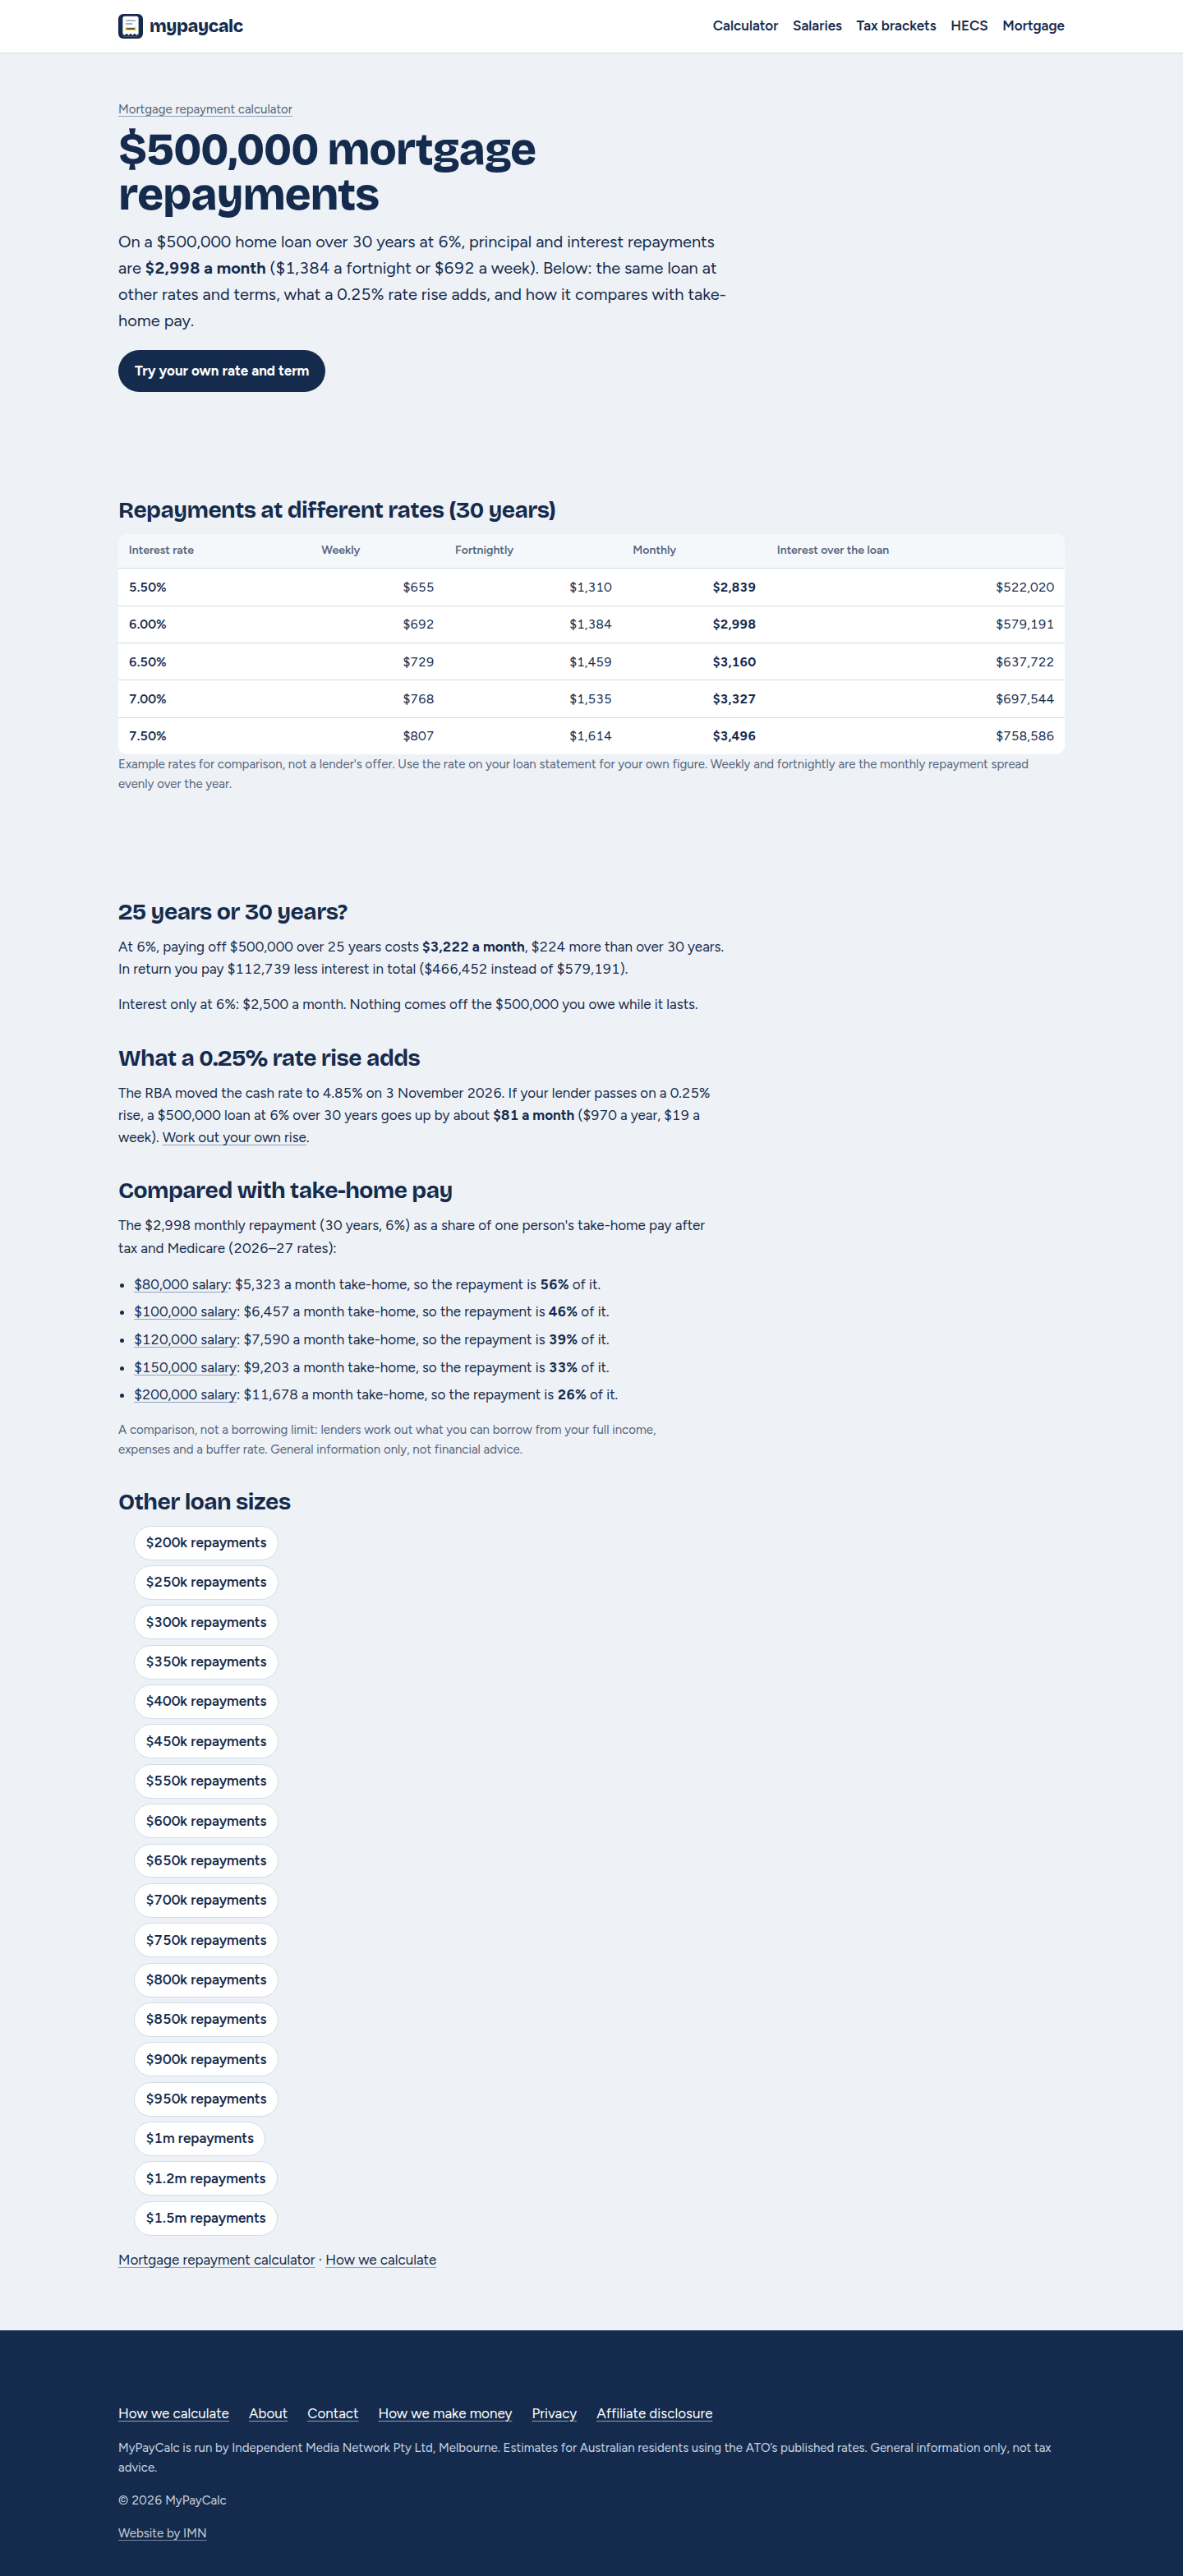 mypaycalc
Calculator Salaries Tax brackets HECS Mortgage
Mortgage repayment calculator
$500,000 mortgage
repayments
On a $500,000 home loan over 30 years at 6%, principal and interest repayments
are $2,998 a month ($1,384 a fortnight or $692 a week). Below: the same loan at
other rates and terms, what a 0.25% rate rise adds, and how it compares with take-
home pay.
Try your own rate and term
Repayments at different rates (30 years)
Interest rate Weekly Fortnightly Monthly Interest over the loan
5.50% $655 $1,310 $2,839 $522,020
6.00% $692 $1,384 $2,998 $579,191
6.50% $729 $1,459 $3,160 $637,722
7.00% $768 $1,535 $3,327 $697,544
7.50% $807 $1,614 $3,496 $758,586
Example rates for comparison, not a lender's offer. Use the rate on your loan statement for your own figure. Weekly and fortnightly are the monthly repayment spread
evenly over the year.
25 years or 30 years?
At 6%, paying off $500,000 over 25 years costs $3,222 a month, $224 more than over 30 years.
In return you pay $112,739 less interest in total ($466,452 instead of $579,191).
Interest only at 6%: $2,500 a month. Nothing comes off the $500,000 you owe while it lasts.
What a 0.25% rate rise adds
The RBA moved the cash rate to 4.85% on 3 November 2026. If your lender passes on a 0.25%
rise, a $500,000 loan at 6% over 30 years goes up by about $81 a month ($970 a year, $19 a
week). Work out your own rise.
Compared with take-home pay
The $2,998 monthly repayment (30 years, 6%) as a share of one person's take-home pay after
tax and Medicare (2026–27 rates):
• $80,000 salary: $5,323 a month take-home, so the repayment is 56% of it.
• $100,000 salary: $6,457 a month take-home, so the repayment is 46% of it.
• $120,000 salary: $7,590 a month take-home, so the repayment is 39% of it.
• $150,000 salary: $9,203 a month take-home, so the repayment is 33% of it.
• $200,000 salary: $11,678 a month take-home, so the repayment is 26% of it.
A comparison, not a borrowing limit: lenders work out what you can borrow from your full income,
expenses and a buffer rate. General information only, not financial advice.
Other loan sizes
$200k repayments
$250k repayments
$300k repayments
$350k repayments
$400k repayments
$450k repayments
$550k repayments
$600k repayments
$650k repayments
$700k repayments
$750k repayments
$800k repayments
$850k repayments
$900k repayments
$950k repayments
$1m repayments
$1.2m repayments
$1.5m repayments
Mortgage repayment calculator · How we calculate
How we calculate About Contact How we make money Privacy Affiliate disclosure
MyPayCalc is run by Independent Media Network Pty Ltd, Melbourne. Estimates for Australian residents using the ATO's published rates. General information only, not tax
advice.
© 2026 MyPayCalc
Website by IMN